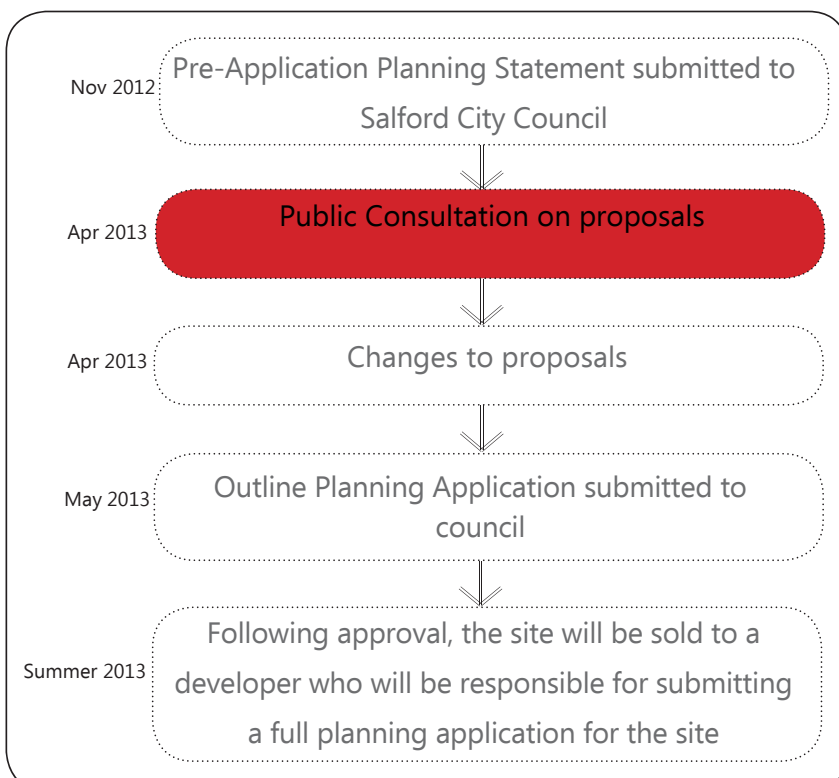 Nov 2012
Pre-Application Planning Statement submitted to
Salford City Council
Apr 2013
Public Consultation on proposals
Apr 2013
Changes to proposals
May 2013
Outline Planning Application submitted to
council
Summer 2013
Following approval, the site will be sold to a
developer who will be responsible for submitting
a full planning application for the site